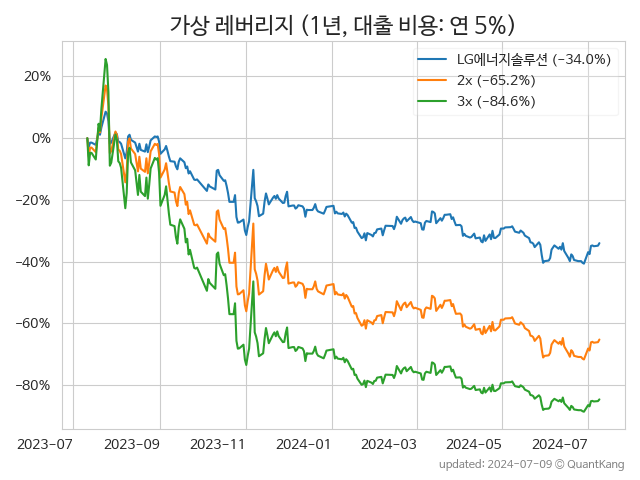 가상 레버리지 (1년, 대출 비용: 연 5%)
LG에너지솔루션 (−34.0%)
2x (−65.2%)
3x (−84.6%)
20%
0%
−20%
−40%
−60%
−80%
2023-07 2023-09 2023-11 2024-01 2024-03 2024-05 2024-07
updated: 2024-07-09 © QuantKang